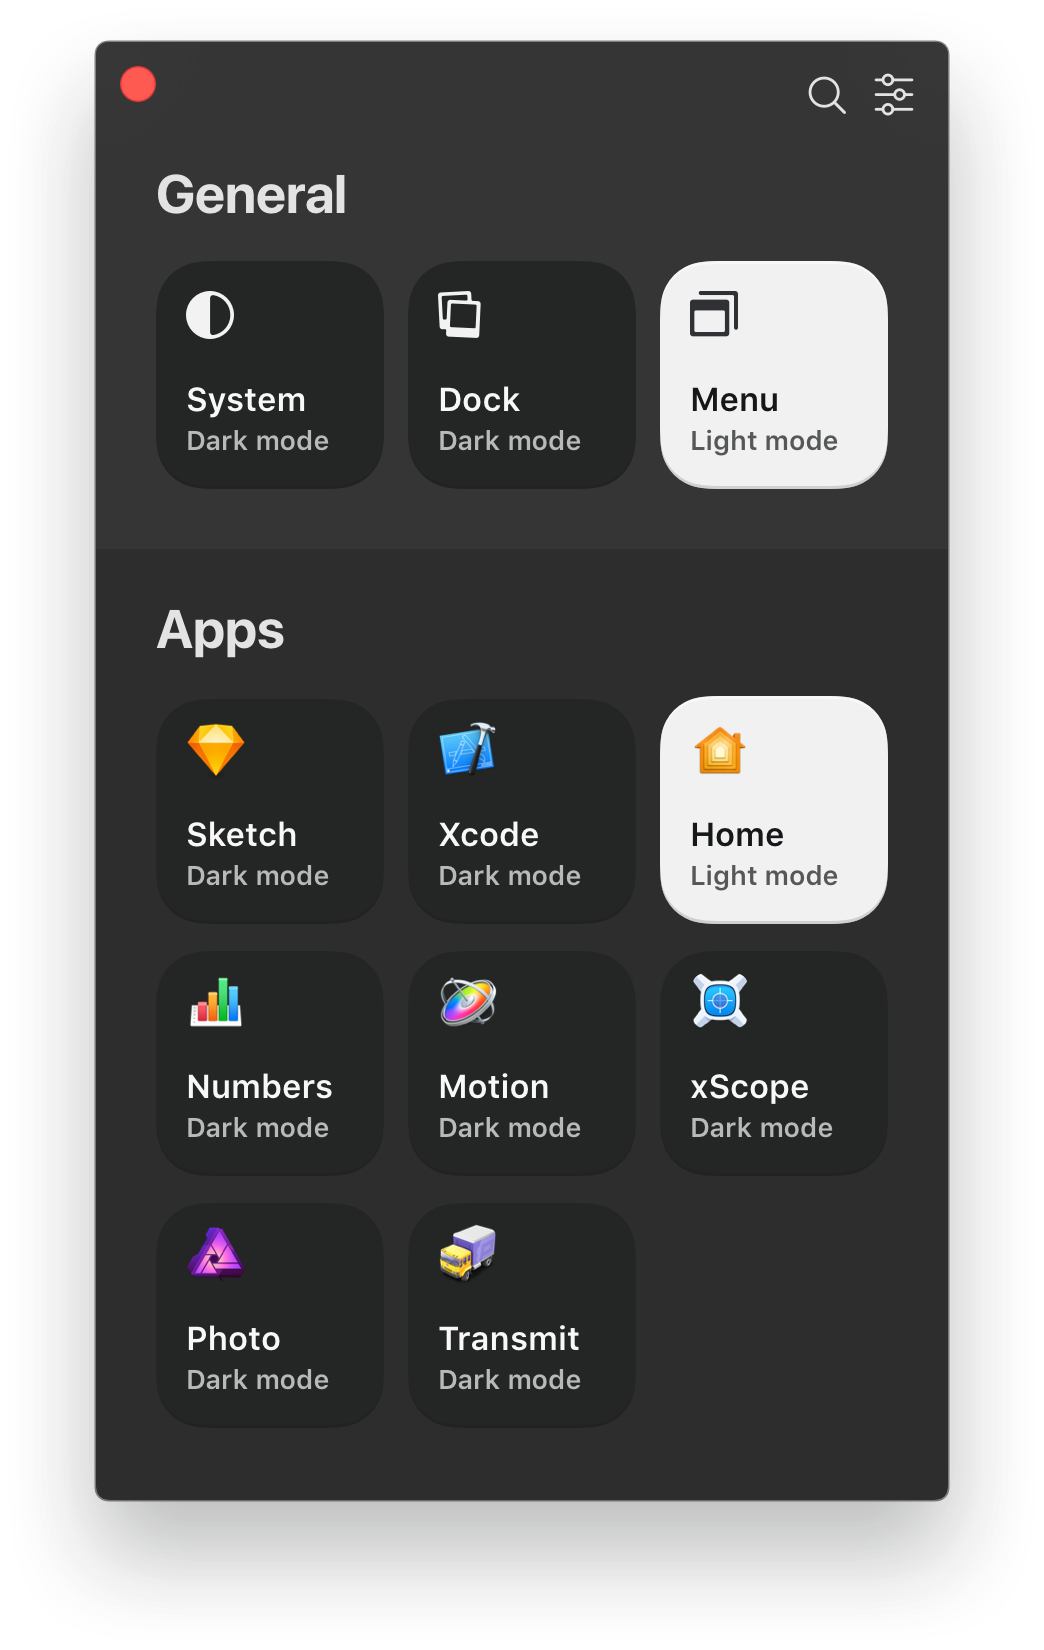 General
System
Dark mode
Dock
Dark mode
Menu
Light mode
Apps
Sketch
Dark mode
Xcode
Dark mode
Home
Light mode
Numbers
Dark mode
Motion
Dark mode
xScope
Dark mode
Photo
Dark mode
Transmit
Dark mode